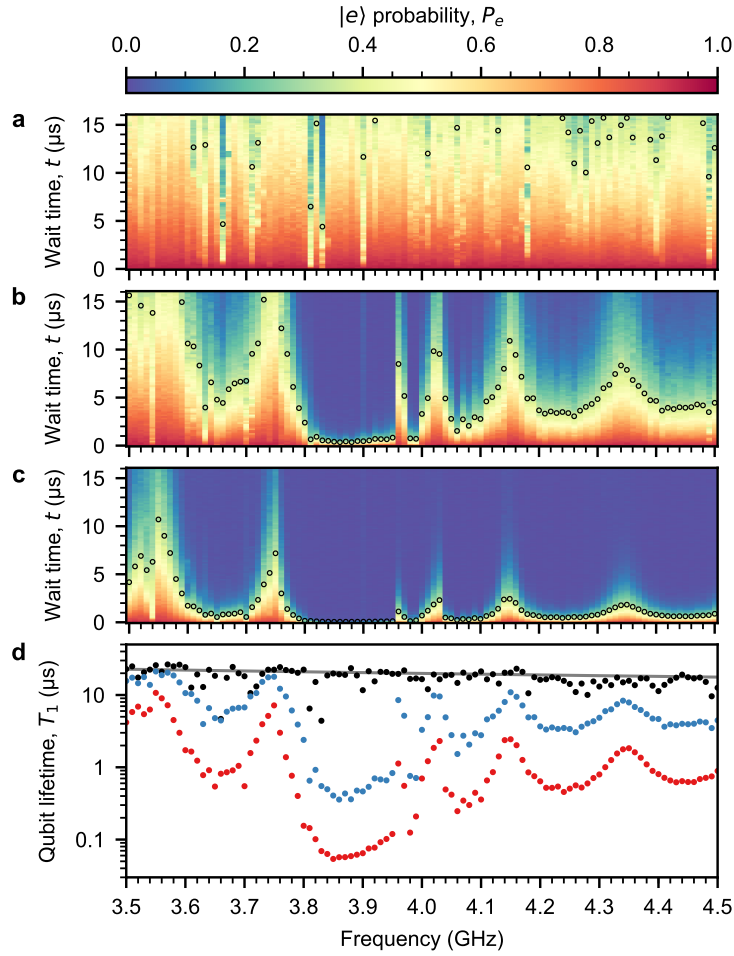 |e⟩ probability, Pₑ
0.0 0.2 0.4 0.6 0.8 1.0
a
Wait time, t (μs)
15
10
5
0
b
Wait time, t (μs)
15
10
5
0
c
Wait time, t (μs)
15
10
5
0
d
Qubit lifetime, T₁ (μs)
10
1
0.1
3.5 3.6 3.7 3.8 3.9 4.0 4.1 4.2 4.3 4.4 4.5
Frequency (GHz)